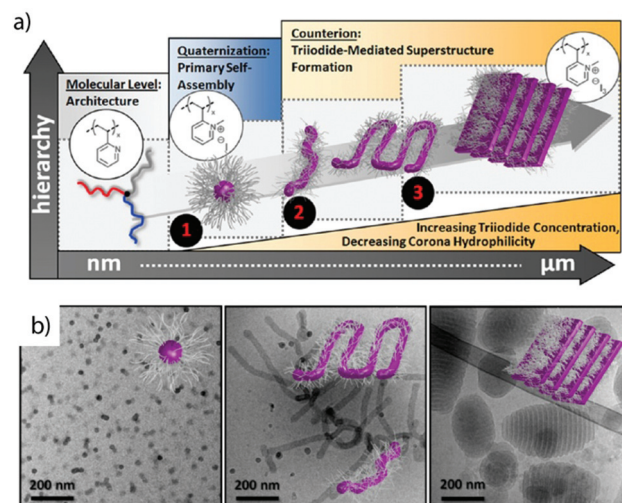 a)
hierarchy
Molecular Level:
Architecture
x
N
Quaternization:
Primary Self-
Assembly
x
N
⊕
⊖ I
Counterion:
Triiodide-Mediated Superstructure
Formation
x
N
⊕
⊖ I3
1
2
3
Increasing Triiodide Concentration,
Decreasing Corona Hydrophilicity
nm
μm
b)
200 nm
200 nm
200 nm